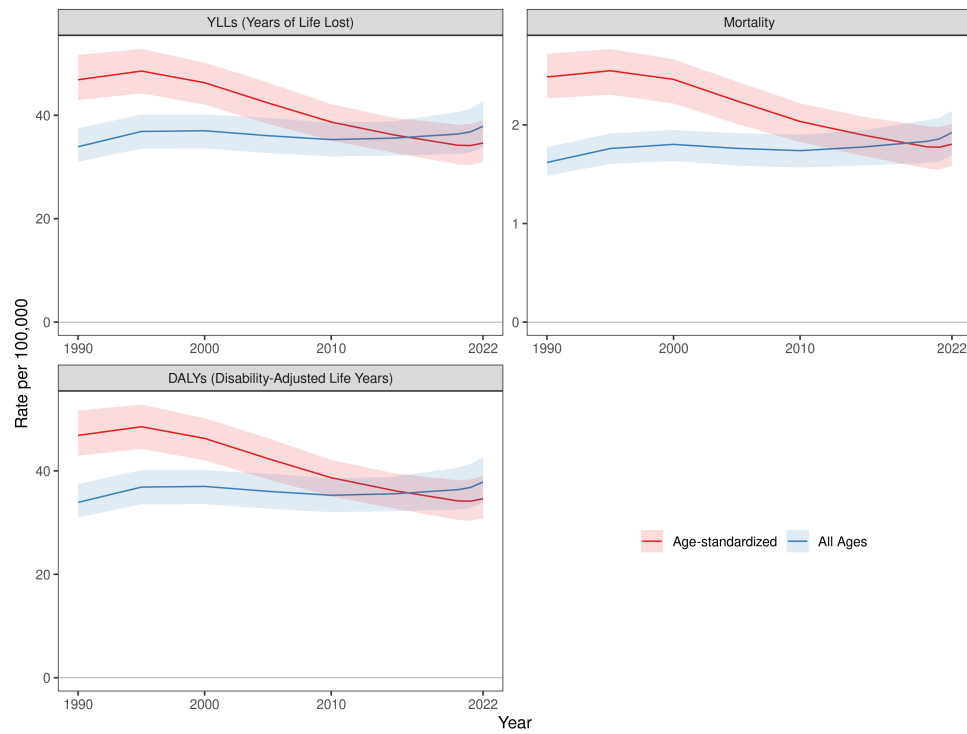 YLLs (Years of Life Lost)
Mortality
40
20
0
2
1
0
1990 2000 2010 2022
1990 2000 2010 2022
DALYs (Disability-Adjusted Life Years)
40
20
0
1990 2000 2010 2022
Rate per 100,000
Year
Age-standardized All Ages